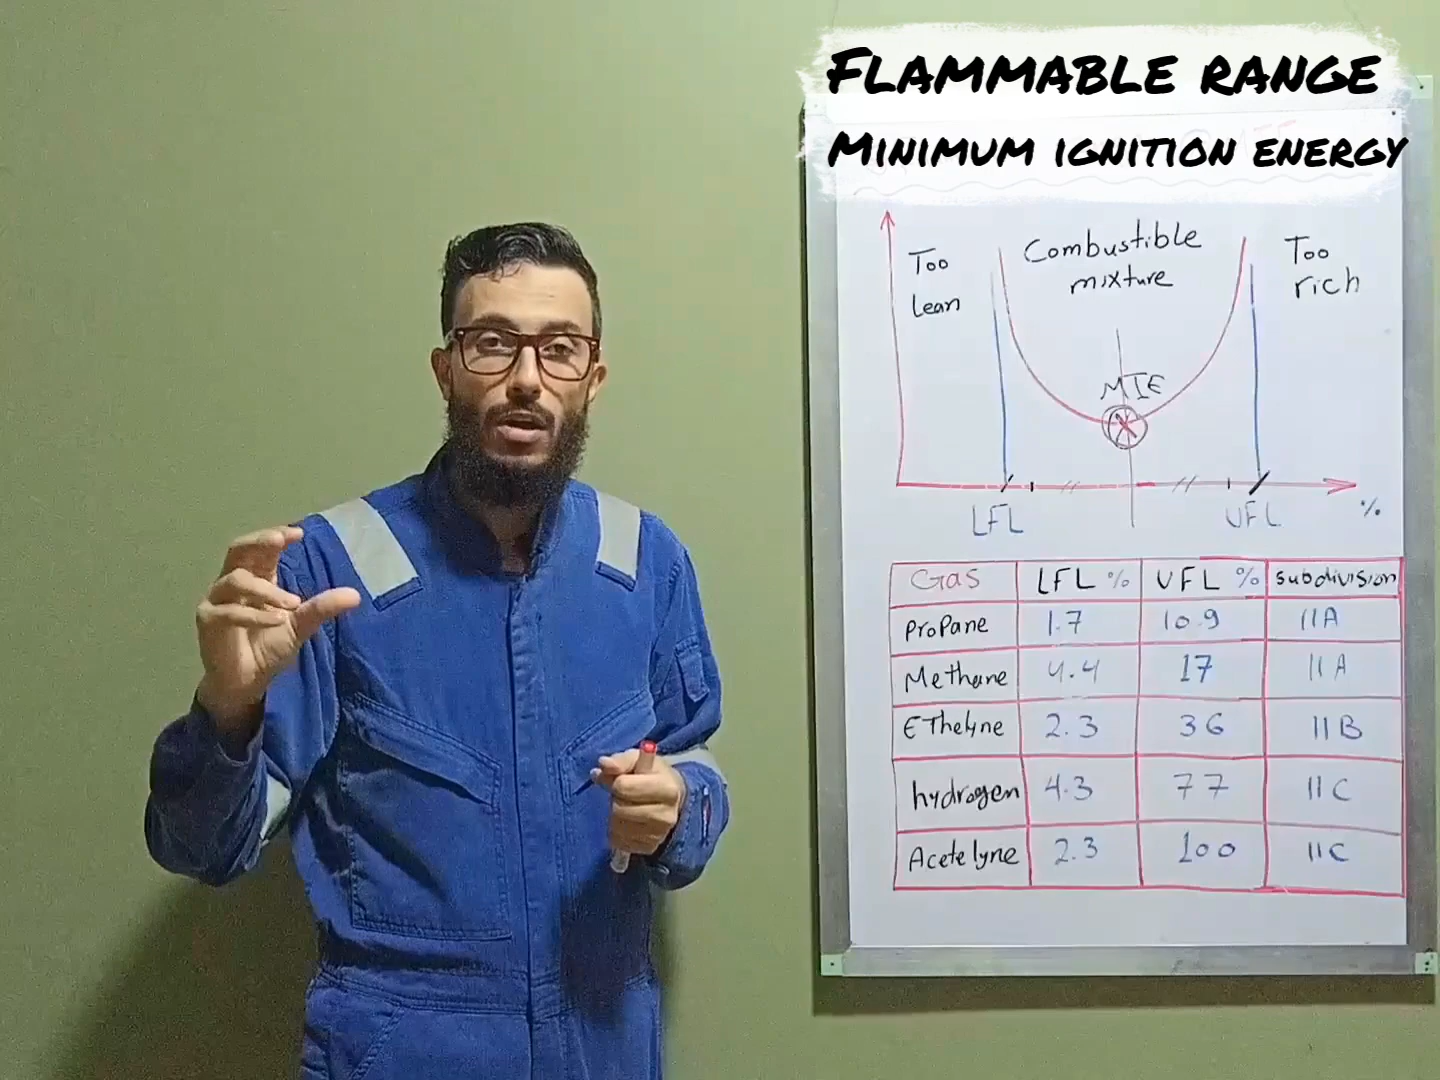 FLAMMABLE RANGE
MINIMUM IGNITION ENERGY
Too lean
Combustible mixture
Too rich
MIE
LFL
UFL
%
Gas LFL % UFL % subdivision
Propane 1.7 10.9 IIA
Methane 4.4 17 IIA
EThelyne 2.3 36 IIB
hydrogen 4.3 77 IIC
Acetelyne 2.3 100 IIC